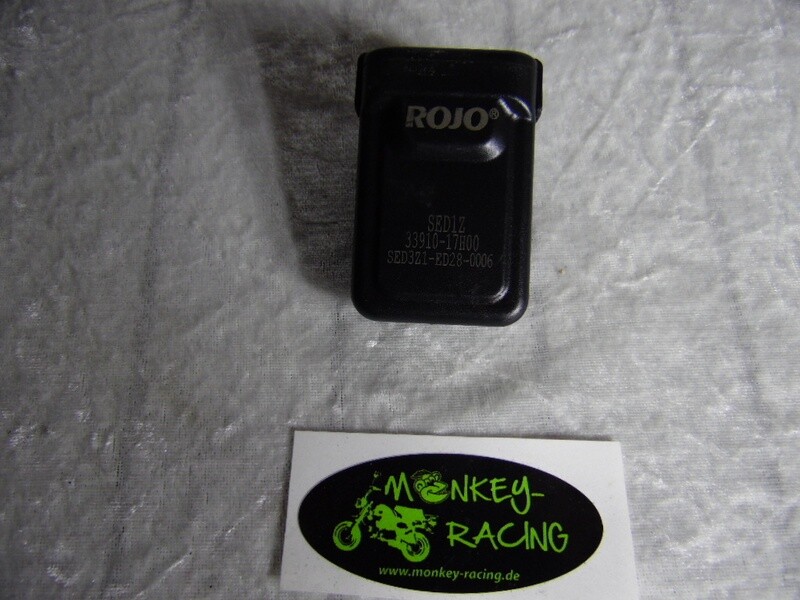 ROJO®
SED1Z
33910-17H00
SED3Z1-ED28-0006
MONKEY-
RACING
www.monkey-racing.de